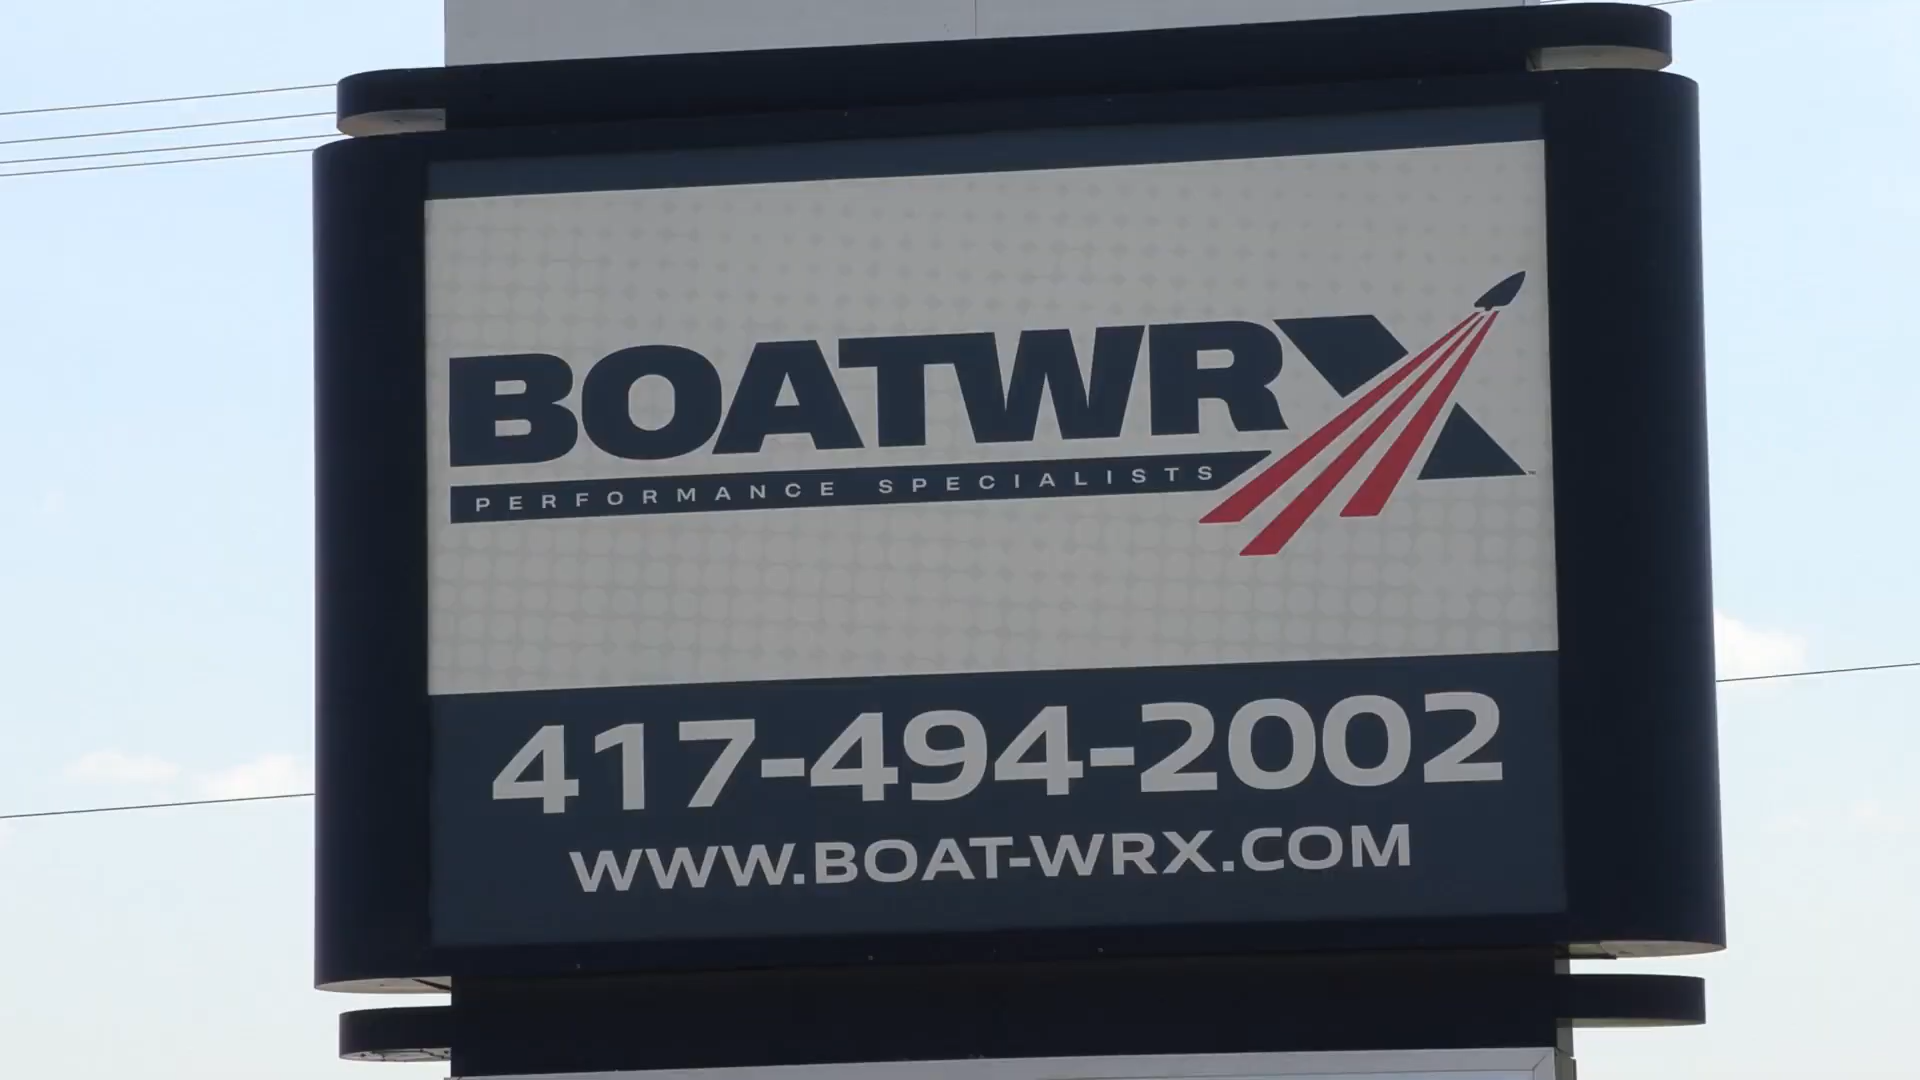 BOATWRX
PERFORMANCE SPECIALISTS
417-494-2002
WWW.BOAT-WRX.COM